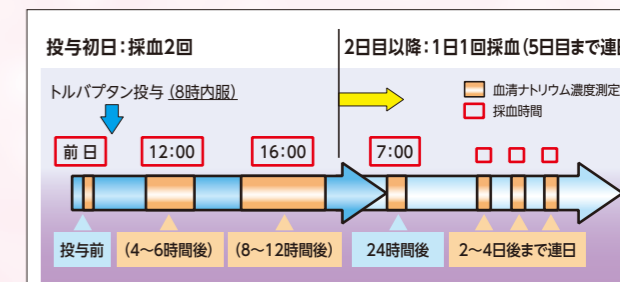 投与初日:採血2回
2日目以降:1日1回採血(5日目まで連日
トルバプタン投与 (8時内服)
血清ナトリウム濃度測定
採血時間
前日
12:00
16:00
7:00
投与前
(4~6時間後)
(8~12時間後)
24時間後
2~4日後まで連日